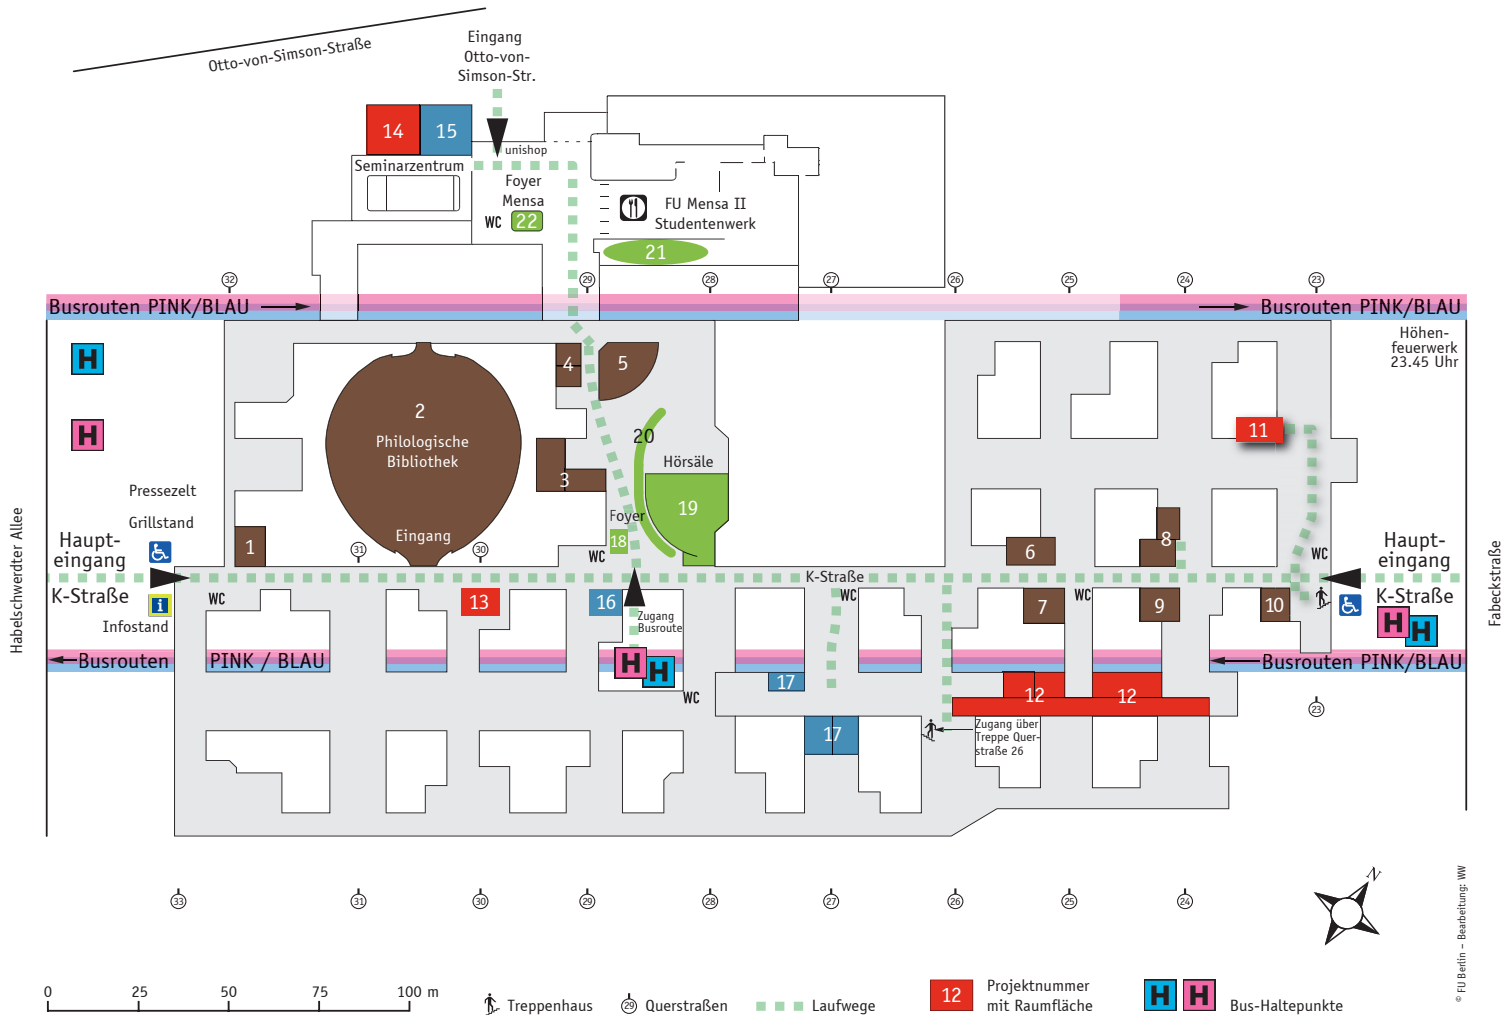 Otto-von-Simson-Straße
Eingang
Otto-von-
Simson-Str.
14
15
unishop
Seminarzentrum
Foyer
Mensa
WC
22
FU Mensa II
Studentenwerk
21
32
29
28
27
26
25
24
23
Busrouten PINK/BLAU
Busrouten PINK/BLAU
Höhen-
feuerwerk
23.45 Uhr
H
H
4
5
2
Philologische
Bibliothek
20
Hörsäle
3
19
11
Pressezelt
Grillstand
Eingang
Foyer
18
WC
1
31
30
6
8
WC
Haupt-
eingang
K-Straße
Haupt-
eingang
K-Straße
K-Straße
Habelschwerdter Allee
Fabeckstraße
i
Infostand
WC
13
16
Zugang
Busroute
WC
7
WC
9
10
H
H
Busrouten
PINK / BLAU
H
H
Busrouten PINK/BLAU
WC
17
12
12
17
Zugang über
Treppe Quer-
straße 26
23
33
31
30
29
28
27
26
25
24
N
© FU Berlin – Bearbeitung: WW
0
25
50
75
100 m
Treppenhaus
29
Querstraßen
Laufwege
12
Projektnummer
mit Raumfläche
H
H
Bus-Haltepunkte